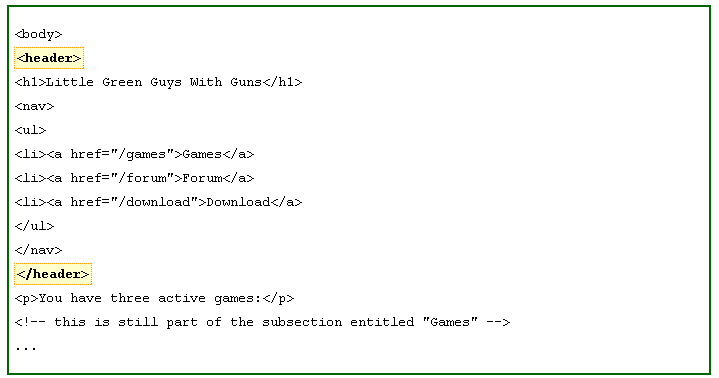 <body>
<header>
<h1>Little Green Guys With Guns</h1>
<nav>
<ul>
<li><a href="/games">Games</a>
<li><a href="/forum">Forum</a>
<li><a href="/download">Download</a>
</ul>
</nav>
</header>
<p>You have three active games:</p>
<!-- this is still part of the subsection entitled "Games" -->
...